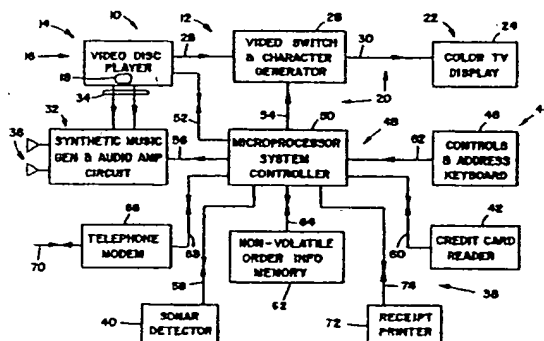 10
12
26
14
28
30
22
24
16
VIDEO DISC
PLAYER
18
VIDEO SWITCH
& CHARACTER
GENERATOR
COLOR TV
DISPLAY
34
32
52
54
20
50
48
46
36
SYNTHETIC MUSIC
GEN & AUDIO AMP
CIRCUIT
56
MICROPROCESSOR
SYSTEM
CONTROLLER
62
CONTROLS
& ADDRESS
KEYBOARD
66
TELEPHONE
MODEM
70
64
42
NON-VOLATILE
ORDER INFO
MEMORY
CREDIT CARD
READER
58
60
62
74
38
40
SONAR
DETECTOR
72
RECEIPT
PRINTER